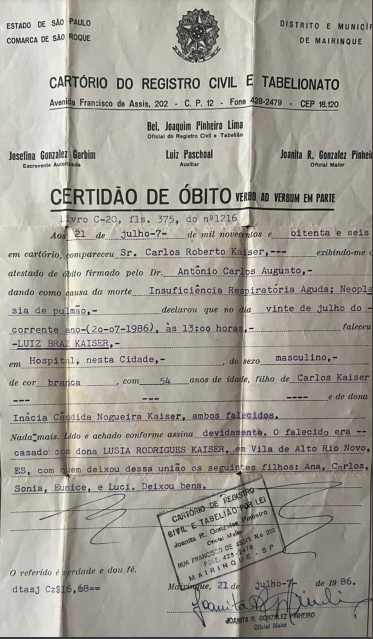 ESTADO DE SÃO PAULO
COMARCA DE SÃO ROQUE
DISTRITO E MUNICÍ
DE MAIRINQUE
CARTÓRIO DO REGISTRO CIVIL E TABELIONATO
Avenida Francisco de Assis, 202 - C. P. 12 - Fone 428-2479 - CEP 18.120
Bel. Joaquim Pinheiro Lima
Oficial do Registro Civil e Tabelião
Josefina Gonzalez Garbim
Escrevente Autorizada
Luiz Paschoal
Auxiliar
Joanita R. Gonzalez Pinheir
Oficial Maior
CERTIDÃO DE ÓBITO VERBO AD VERBUM EM PARTE
Livro C-20, fls. 375, do nº1216
Aos 21 de julho-7- de mil novecentos e oitenta e seis
em cartório, compareceu Sr. Carlos Roberto Kaiser,--- exibindo-me o
atestado de óbito firmado pelo Dr. Antônio Carlos Augusto,-
dando como causa da morte Insuficiência Respiratória Aguda; Neopla
sia de pulmão,- declarou que no dia vinte de julho do -
corrente ano-(20-07-1986), às 13:00 horas,- faleceu
-LUIZ BRAZ KAISER,-
em Hospital, nesta Cidade,- do sexo masculino,-
de cor branca, com 54 anos de idade, filho de Carlos Kaiser
--- --- e de dona
Inácia Cândida Nogueira Kaiser, ambos falecidos.
Nada mais. Lido e achado conforme assina devidamente. O falecido era --
casado com dona LUSIA RODRIGUES KAISER, em Vila de Alto Rio Novo,
ES, com quem deixou dessa união os seguintes filhos: Ana, Carlos,
Sonia, Eunice, e Luci. Deixou bens.
CARTÓRIO DE REGISTRO
CIVIL E TABELIÃO POR LEI
Joanita R. Gonzalez Pinheiro
Oficial Maior
RUA FRANCISCO DE ASSIS N.o 202
FONE: 428-2479
MAIRINQUE - SP
O referido é verdade e dou fé.
dtasj Cz$16,68==
Mairinque, 21 de julho-7- de 1986.
JOANITA R. GONZALEZ PINHEIRO
Oficial Maior